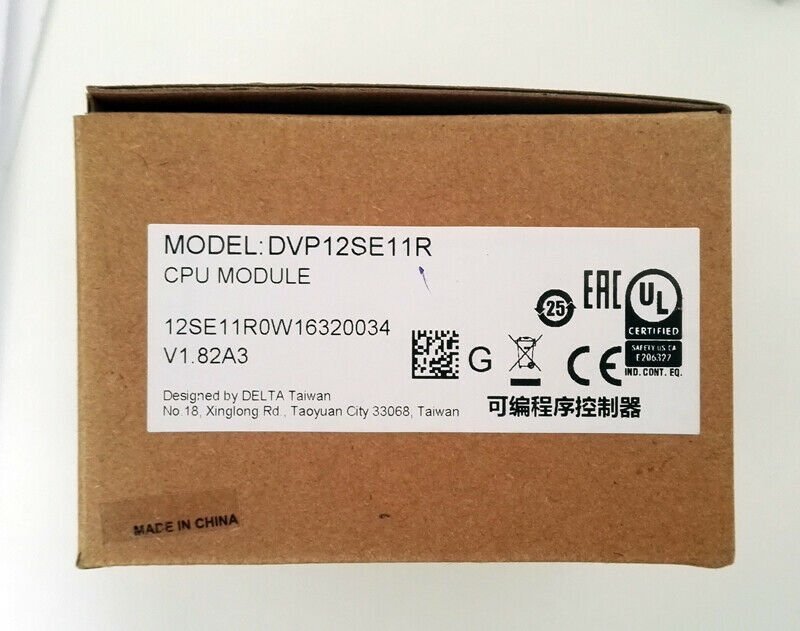 MODEL: DVP12SE11R
CPU MODULE
12SE11R0W16320034
V1.82A3
Designed by DELTA Taiwan
No 18, Xinglong Rd., Taoyuan City 33068, Taiwan
25
EAC
UL
CERTIFIED
SAFETY US CA
E206327
IND. CONT. EQ.
G
CE
可编程序控制器
MADE IN CHINA